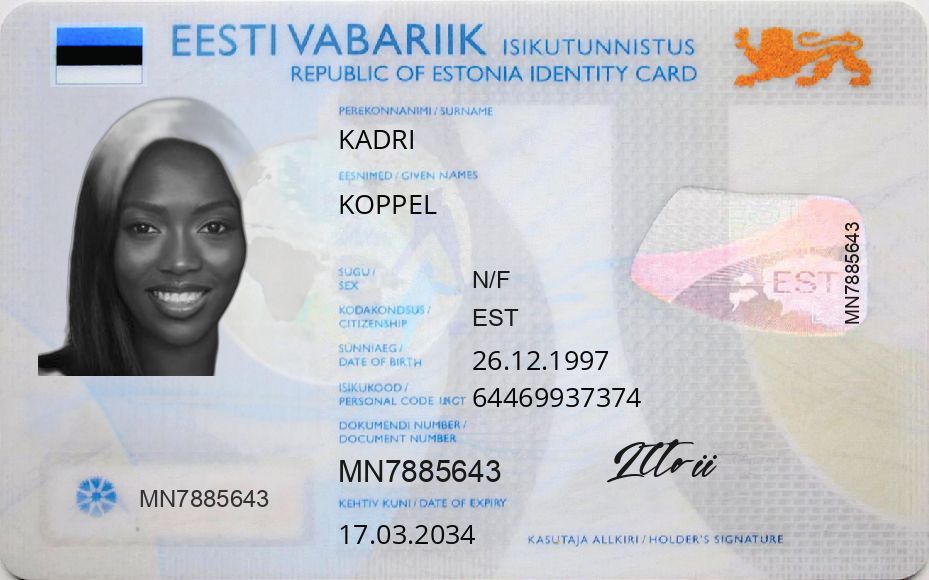 EESTI VABARIIK ISIKUTUNNISTUS
REPUBLIC OF ESTONIA IDENTITY CARD
PEREKONNANIMI / SURNAME
KADRI
EESNIMED / GIVEN NAMES
KOPPEL
SUGU /
SEX
N/F
KODAKONDSUS /
CITIZENSHIP
EST
SÜNNIAEG /
DATE OF BIRTH
26.12.1997
ISIKUKOOD /
PERSONAL CODE
64469937374
DOKUMENDI NUMBER /
DOCUMENT NUMBER
MN7885643
KEHTIV KUNI / DATE OF EXPIRY
17.03.2034
MN7885643
EST
MN7885643
KASUTAJA ALLKIRI / HOLDER'S SIGNATURE